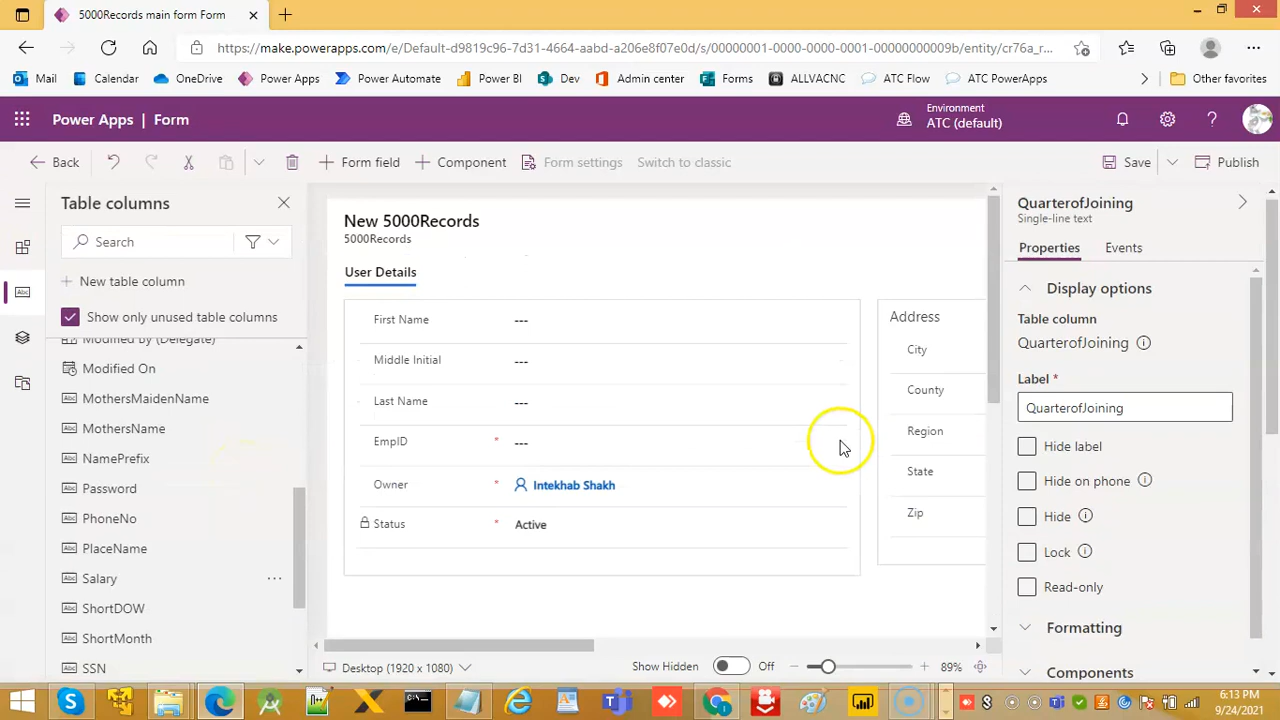 5000Records main form Form
https://make.powerapps.com/e/Default-d9819c96-7d31-4664-aabd-a206e8f07e0d/s/00000001-0000-0000-0001-00000000009b/entity/cr76a_r...
Mail
Calendar
OneDrive
Power Apps
Power Automate
Power BI
Dev
Admin center
Forms
ALLVACNC
ATC Flow
ATC PowerApps
Other favorites
Power Apps | Form
Environment
ATC (default)
Back
Form field
Component
Form settings
Switch to classic
Save
Publish
Table columns
Search
New table column
Show only unused table columns
Modified By (Delegate)
Modified On
MothersMaidenName
MothersName
NamePrefix
Password
PhoneNo
PlaceName
Salary
ShortDOW
ShortMonth
SSN
New 5000Records
5000Records
User Details
First Name ---
Middle Initial ---
Last Name ---
EmpID * ---
Owner * Intekhab Shakh
Status * Active
Address
City
County
Region
State
Zip
Desktop (1920 x 1080)
Show Hidden
Off
89%
QuarterofJoining
Single-line text
Properties
Events
Display options
Table column
QuarterofJoining
Label *
QuarterofJoining
Hide label
Hide on phone
Hide
Lock
Read-only
Formatting
Components
6:13 PM
9/24/2021